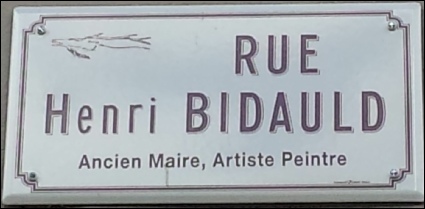 RUE
Henri BIDAULD
Ancien Maire, Artiste Peintre